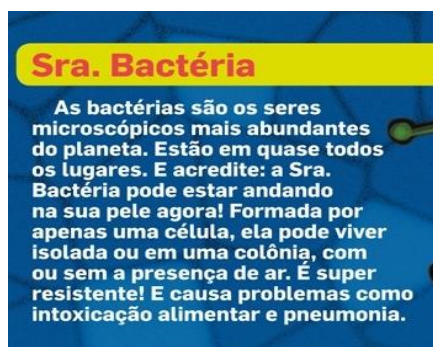 Sra. Bactéria
As bactérias são os seres
microscópicos mais abundantes
do planeta. Estão em quase todos
os lugares. E acredite: a Sra.
Bactéria pode estar andando
na sua pele agora! Formada por
apenas uma célula, ela pode viver
isolada ou em uma colônia, com
ou sem a presença de ar. É super
resistente! E causa problemas como
intoxicação alimentar e pneumonia.